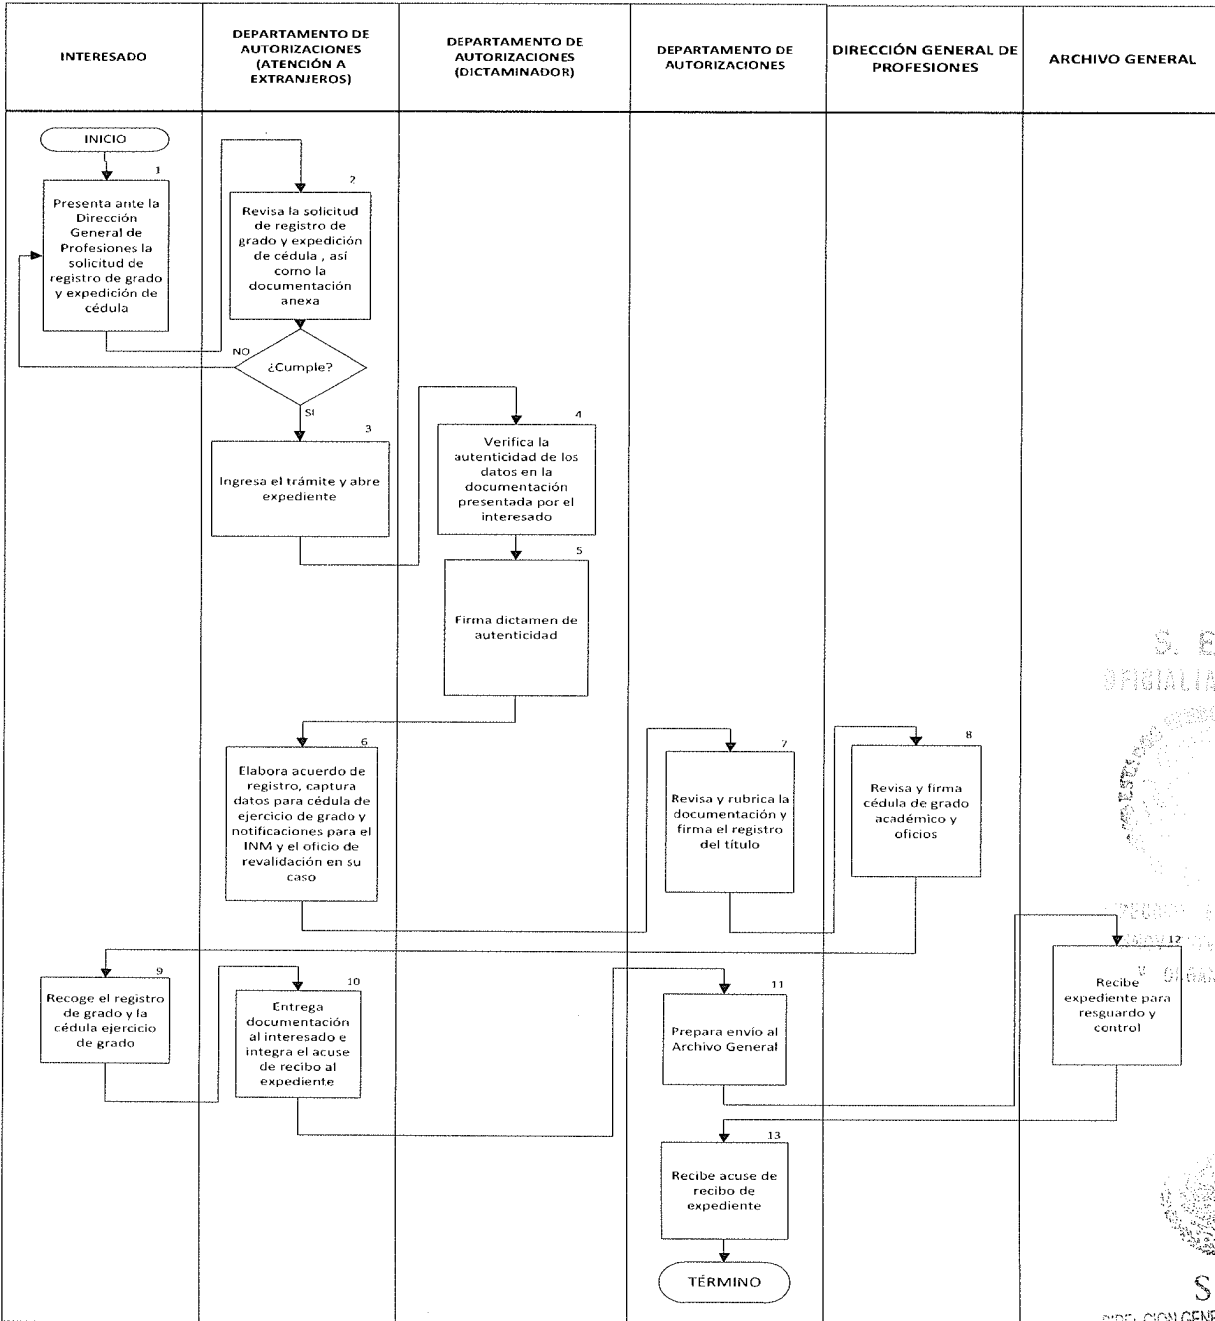 INTERESADO
DEPARTAMENTO DE
AUTORIZACIONES
(ATENCIÓN A
EXTRANJEROS)
DEPARTAMENTO DE
AUTORIZACIONES
(DICTAMINADOR)
DEPARTAMENTO DE
AUTORIZACIONES
DIRECCIÓN GENERAL DE
PROFESIONES
ARCHIVO GENERAL
INICIO
1
Presenta ante la
Dirección
General de
Profesiones la
solicitud de
registro de grado
y expedición de
cédula
2
Revisa la solicitud
de registro de
grado y expedición
de cédula , así
como la
documentación
anexa
NO
¿Cumple?
SI
3
Ingresa el trámite y abre
expediente
4
Verifica la
autenticidad de los
datos en la
documentación
presentada por el
interesado
5
Firma dictamen de
autenticidad
6
Elabora acuerdo de
registro, captura
datos para cédula de
ejercicio de grado y
notificaciones para el
INM y el oficio de
revalidación en su
caso
7
Revisa y rubrica la
documentación y
firma el registro
del título
8
Revisa y firma
cédula de grado
académico y
oficios
9
Recoge el registro
de grado y la
cédula ejercicio
de grado
10
Entrega
documentación
al interesado e
integra el acuse
de recibo al
expediente
11
Prepara envío al
Archivo General
12
Recibe
expediente para
resguardo y
control
13
Recibe acuse de
recibo de
expediente
TÉRMINO
S. E
OFICIALIA
S